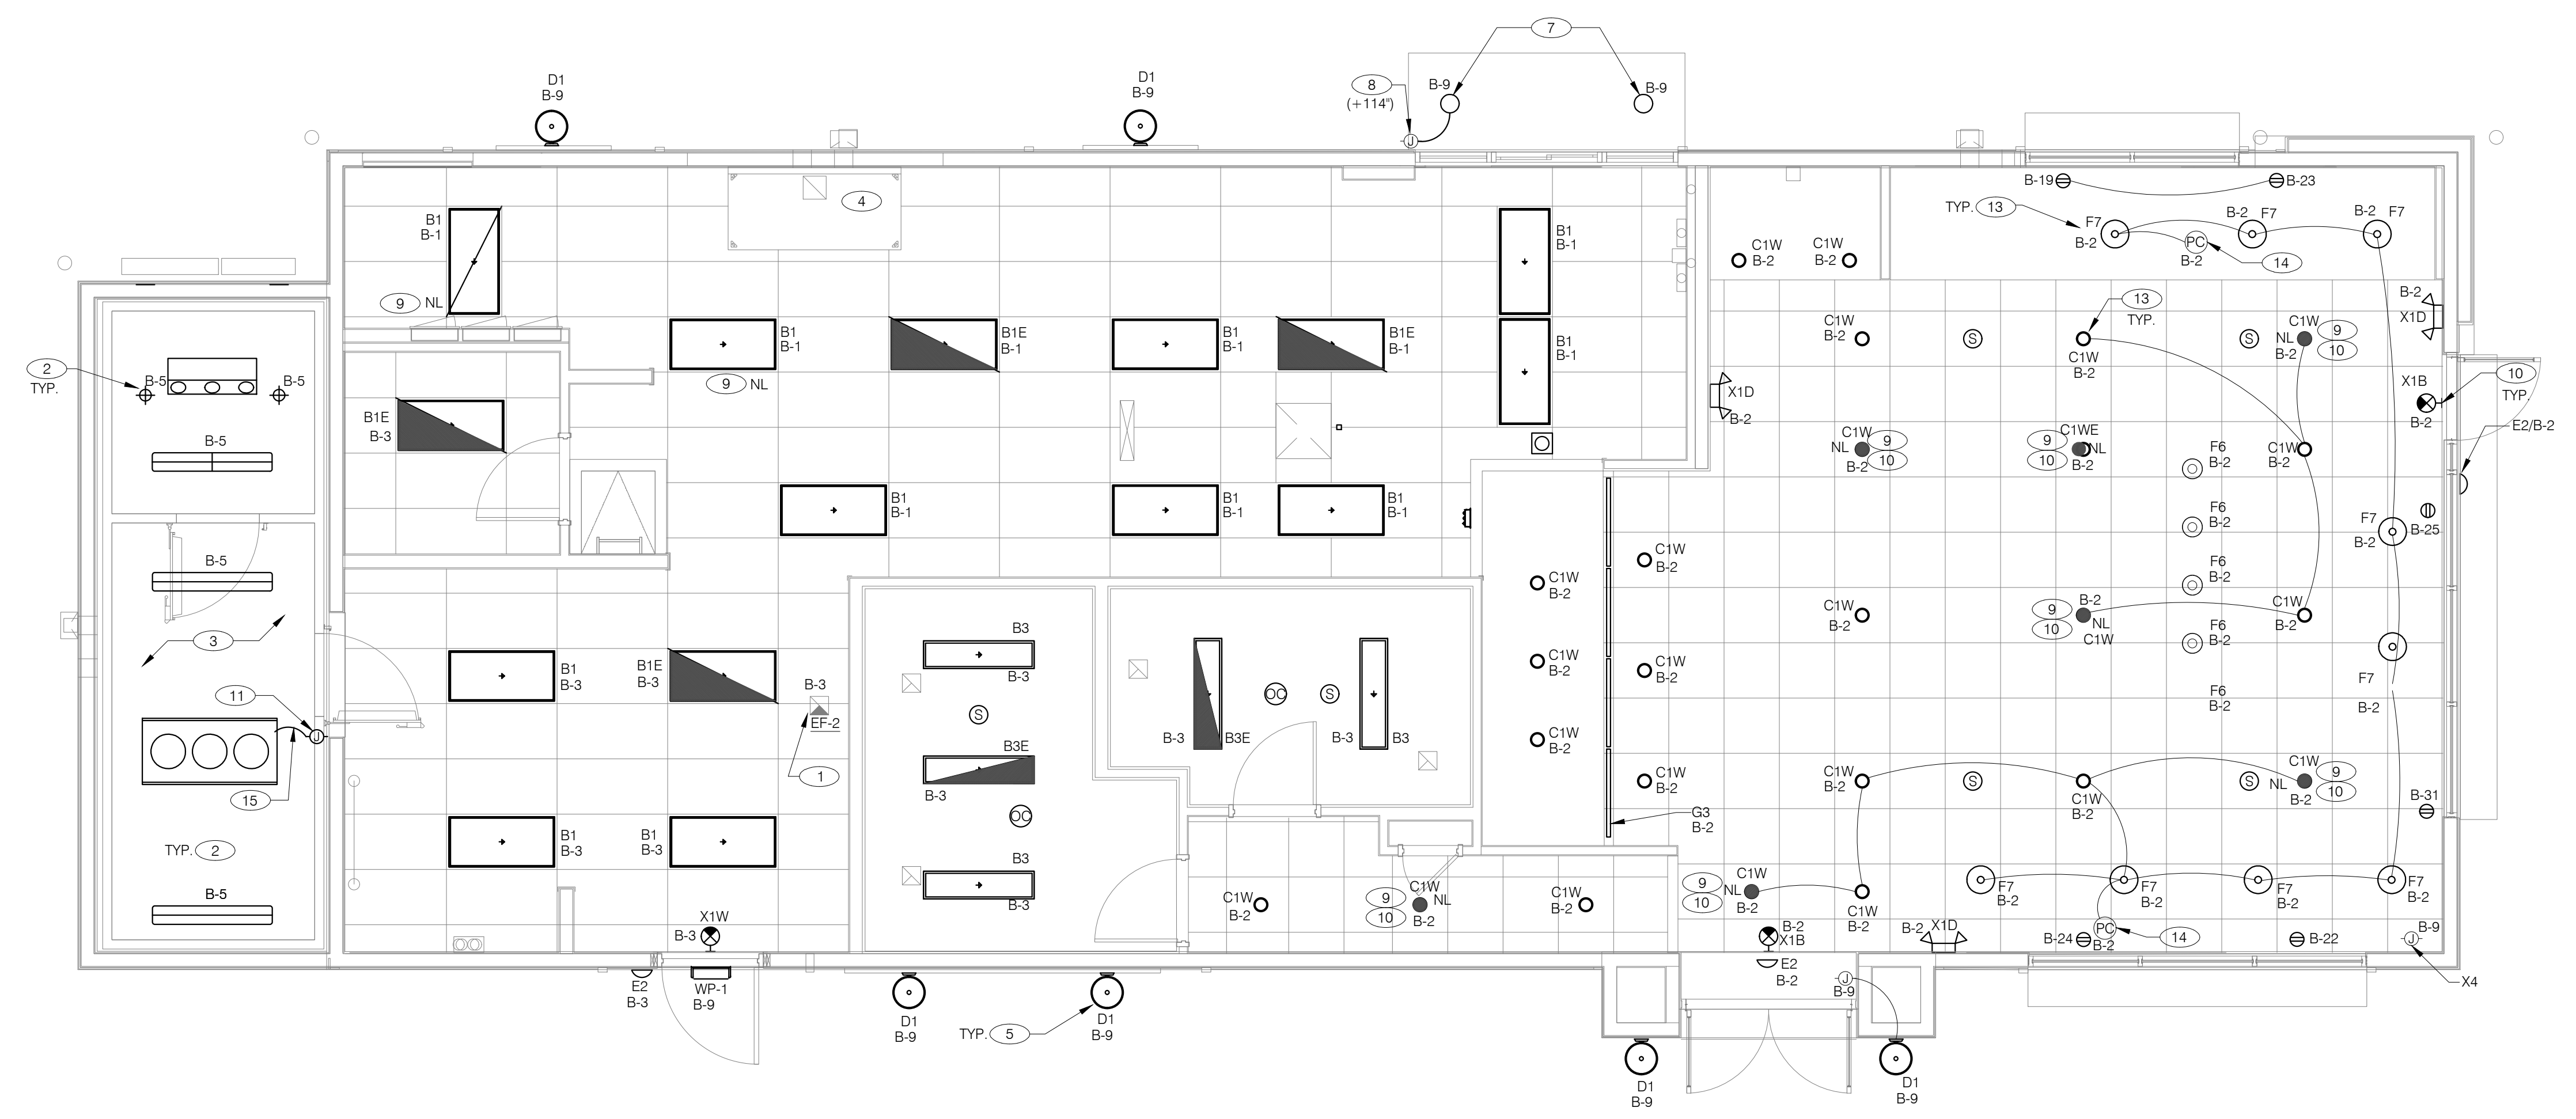 7
D1
B-9
D1
B-9
8
(+114")
J
B-9
B-9
B-19
B-23
TYP. 13
F7
B-2
PC
B-2
14
B-2 F7
B-2 F7
4
B1
B-1
9 NL
B1
B-1
C1W
B-2
C1W
B-2
B1
B-1
9 NL
B1E
B-1
B1
B-1
B1E
B-1
B1
B-1
C1W
B-2
S
13
TYP.
C1W
B-2
S
C1W
NL
B-2
9
10
B-2
X1D
2
TYP.
B-5
B-5
B1E
B-3
X1D
B-2
X1B
B-2
10
TYP.
E2/B-2
B-5
C1W
NL
B-2
9
10
9
10
C1WE
NL
B-2
F6
B-2
C1W
B-2
B1
B-1
B1
B-1
B1
B-1
F6
B-2
F7
B-2
B-25
B-5
C1W
B-2
C1W
B-2
F6
B-2
C1W
B-2
9
10
B-2
NL
C1W
F6
B-2
C1W
B-2
3
B1
B-3
B1E
B-3
B3
B-3
C1W
B-2
C1W
B-2
F6
B-2
F7
B-2
11
J
B-3
EF-2
1
S
OC
S
B-3
B3E
B-3
B3
C1W
B-2
15
B3E
B-3
OC
C1W
B-2
C1W
B-2
S
C1W
B-2
S
C1W
NL
B-2
9
10
B-31
G3
B-2
TYP. 2
B1
B-3
B1
B-3
B3
B-3
B-5
C1W
B-2
9
10
C1W
NL
B-2
C1W
B-2
9
10
NL
C1W
B-2
C1W
B-2
F7
B-2
F7
B-2
F7
B-2
F7
B-2
X1W
B-3
B-2
X1B
B-2
X1D
B-24
PC
B-2
14
B-22
B-9
J
X4
E2
B-3
WP-1
B-9
E2
B-2
J
B-9
D1
B-9
TYP. 5
D1
B-9
D1
B-9
D1
B-9